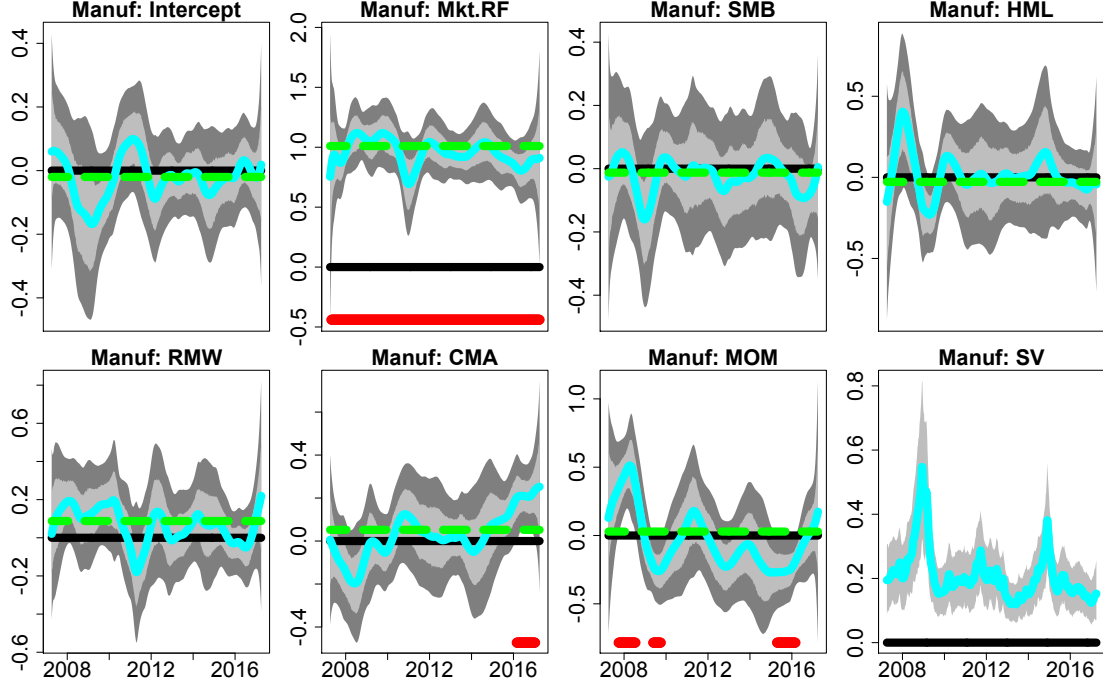 Manuf: Intercept
Manuf: Mkt.RF
Manuf: SMB
Manuf: HML
0.4
0.2
0.0
-0.2
-0.4
2.0
1.5
1.0
0.5
0.0
-0.5
0.4
0.2
0.0
-0.2
-0.4
0.5
0.0
-0.5
Manuf: RMW
Manuf: CMA
Manuf: MOM
Manuf: SV
0.6
0.2
-0.2
-0.6
0.4
0.0
-0.4
1.0
0.5
0.0
-0.5
0.8
0.6
0.4
0.2
0.0
2008 2012 2016
2008 2012 2016
2008 2012 2016
2008 2012 2016